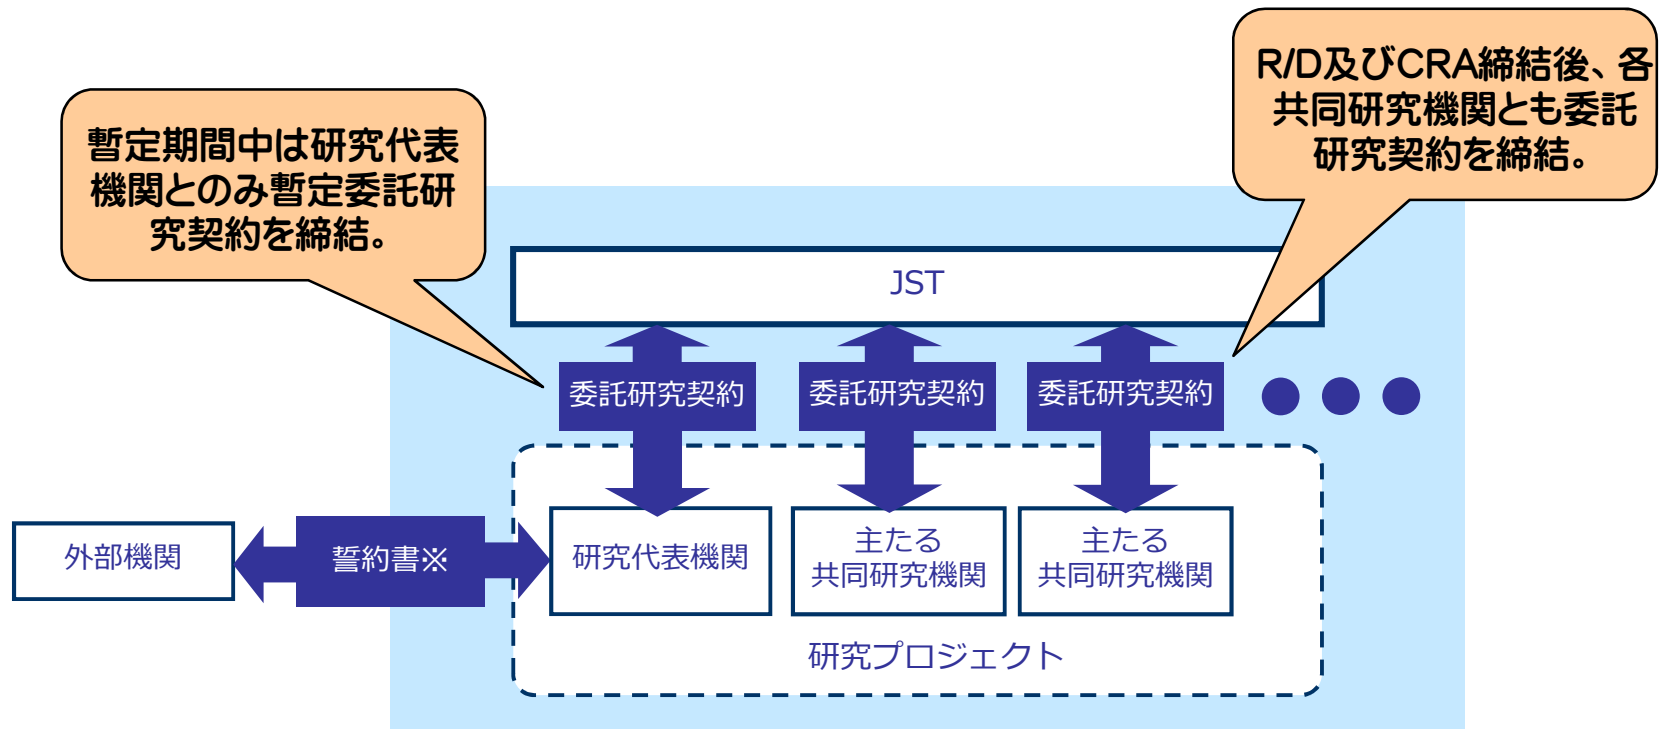 R/D及びCRA締結後、各
共同研究機関とも委託
研究契約を締結。
暫定期間中は研究代表
機関とのみ暫定委託研
究契約を締結。
JST
委託研究契約
委託研究契約
委託研究契約
外部機関
誓約書※
研究代表機関
主たる
共同研究機関
主たる
共同研究機関
研究プロジェクト